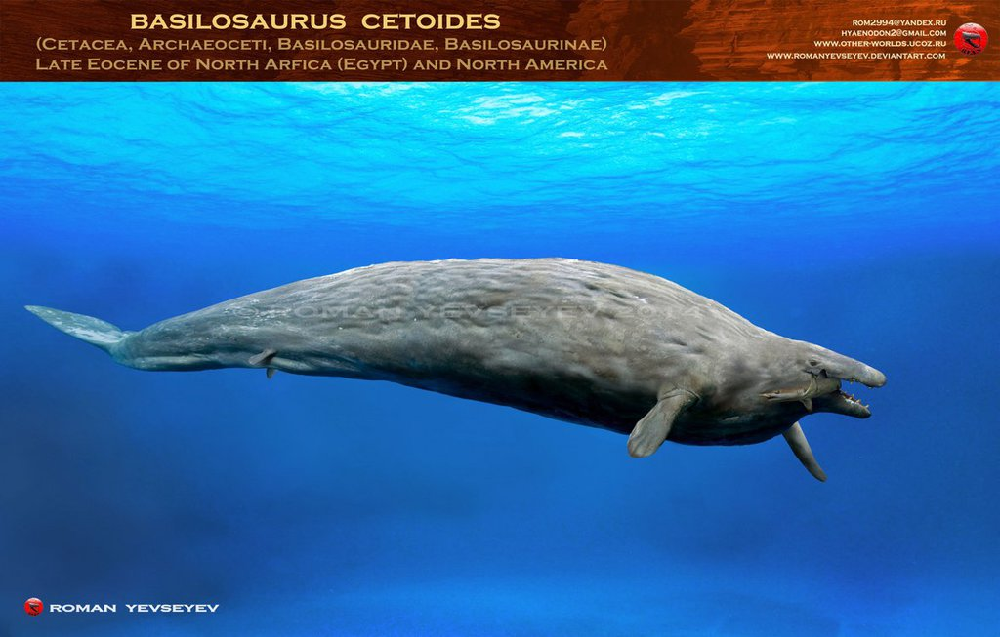 BASILOSAURUS CETOIDES
(CETACEA, ARCHAEOCETI, BASILOSAURIDAE, BASILOSAURINAE)
LATE EOCENE OF NORTH ARFICA (EGYPT) AND NORTH AMERICA
ROM2994@YANDEX.RU
HYAENODON2@GMAIL.COM
WWW.OTHER-WORLDS.UCOZ.RU
WWW.ROMANYEVSEYEV.DEVIANTART.COM
ROMAN YEVSEYEV
ROMAN YEVSEYEV